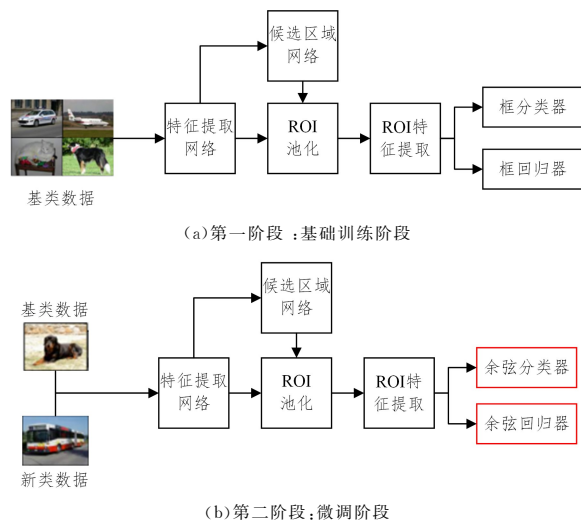 候选区域
网络
特征提取
网络
ROI
池化
ROI特
征提取
框分类器
框回归器
基类数据
(a)第一阶段:基础训练阶段
基类数据
候选区域
网络
特征提取
网络
ROI
池化
ROI特
征提取
余弦分类器
余弦回归器
新类数据
(b)第二阶段:微调阶段